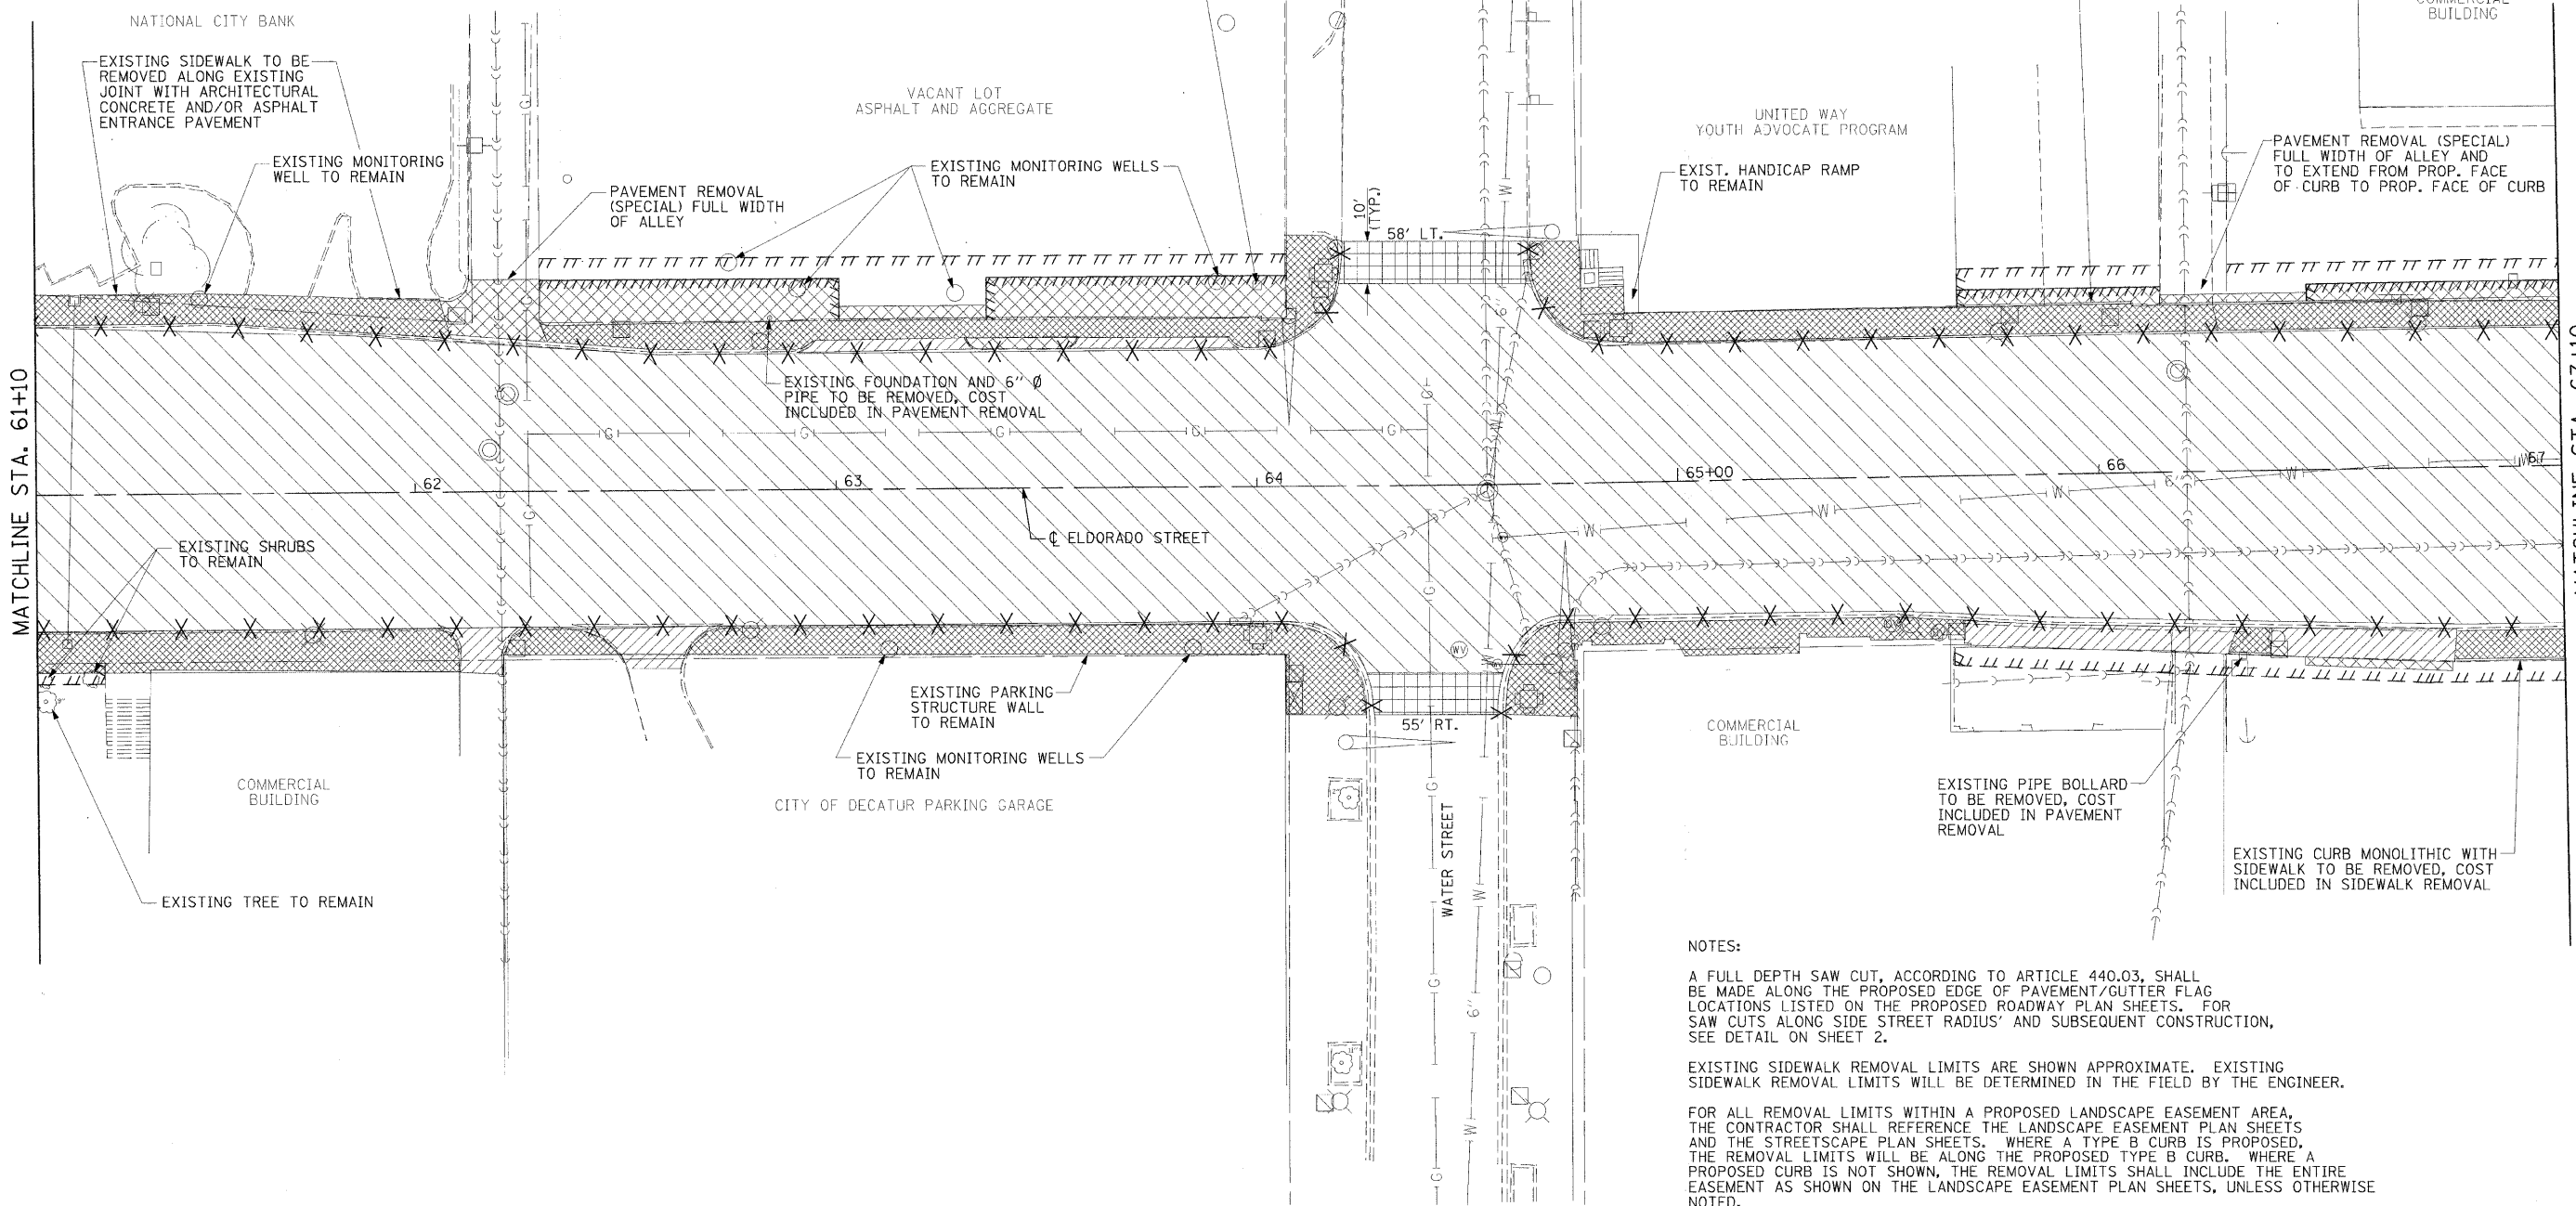 NATIONAL CITY BANK
EXISTING SIDEWALK TO BE
REMOVED ALONG EXISTING
JOINT WITH ARCHITECTURAL
CONCRETE AND/OR ASPHALT
ENTRANCE PAVEMENT
EXISTING MONITORING
WELL TO REMAIN
PAVEMENT REMOVAL
(SPECIAL) FULL WIDTH
OF ALLEY
VACANT LOT
ASPHALT AND AGGREGATE
EXISTING MONITORING WELLS
TO REMAIN
10'
(TYP.)
58' LT.
UNITED WAY
YOUTH ADVOCATE PROGRAM
EXIST. HANDICAP RAMP
TO REMAIN
COMMERCIAL
BUILDING
PAVEMENT REMOVAL (SPECIAL)
FULL WIDTH OF ALLEY AND
TO EXTEND FROM PROP. FACE
OF CURB TO PROP. FACE OF CURB
EXISTING FOUNDATION AND 6'' Ø
PIPE TO BE REMOVED, COST
INCLUDED IN PAVEMENT REMOVAL
MATCHLINE STA. 61+10
62
63
64
65+00
66
67
MATCHLINE STA. 67+10
℄ ELDORADO STREET
EXISTING SHRUBS
TO REMAIN
EXISTING PARKING
STRUCTURE WALL
TO REMAIN
EXISTING MONITORING WELLS
TO REMAIN
55' RT.
COMMERCIAL
BUILDING
CITY OF DECATUR PARKING GARAGE
EXISTING TREE TO REMAIN
WATER STREET
COMMERCIAL
BUILDING
EXISTING PIPE BOLLARD
TO BE REMOVED, COST
INCLUDED IN PAVEMENT
REMOVAL
EXISTING CURB MONOLITHIC WITH
SIDEWALK TO BE REMOVED, COST
INCLUDED IN SIDEWALK REMOVAL
NOTES:
A FULL DEPTH SAW CUT, ACCORDING TO ARTICLE 440.03, SHALL
BE MADE ALONG THE PROPOSED EDGE OF PAVEMENT/GUTTER FLAG
LOCATIONS LISTED ON THE PROPOSED ROADWAY PLAN SHEETS. FOR
SAW CUTS ALONG SIDE STREET RADIUS' AND SUBSEQUENT CONSTRUCTION,
SEE DETAIL ON SHEET 2.
EXISTING SIDEWALK REMOVAL LIMITS ARE SHOWN APPROXIMATE. EXISTING
SIDEWALK REMOVAL LIMITS WILL BE DETERMINED IN THE FIELD BY THE ENGINEER.
FOR ALL REMOVAL LIMITS WITHIN A PROPOSED LANDSCAPE EASEMENT AREA,
THE CONTRACTOR SHALL REFERENCE THE LANDSCAPE EASEMENT PLAN SHEETS
AND THE STREETSCAPE PLAN SHEETS. WHERE A TYPE B CURB IS PROPOSED,
THE REMOVAL LIMITS WILL BE ALONG THE PROPOSED TYPE B CURB. WHERE A
PROPOSED CURB IS NOT SHOWN, THE REMOVAL LIMITS SHALL INCLUDE THE ENTIRE
EASEMENT AS SHOWN ON THE LANDSCAPE EASEMENT PLAN SHEETS, UNLESS OTHERWISE
NOTED.